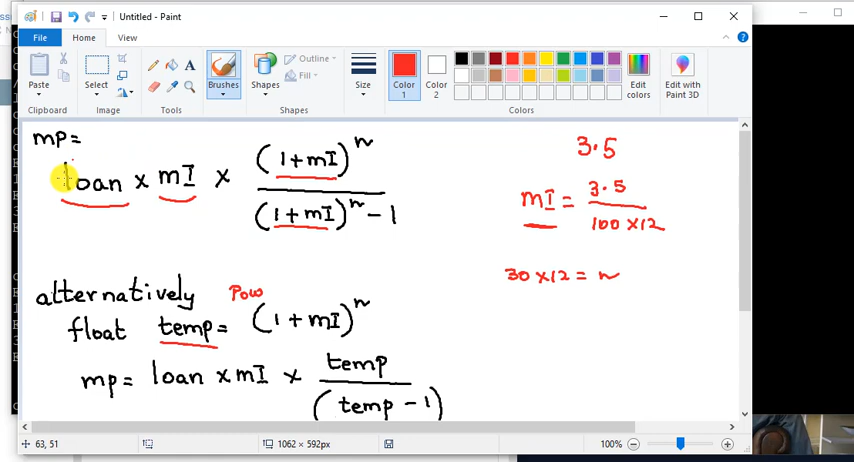 Untitled - Paint
File
Home
View
Paste
Select
Brushes
Shapes
Outline
Fill
Size
Color 1
Color 2
Edit colors
Edit with Paint 3D
Clipboard
Image
Tools
Shapes
Colors
mp=
loan x mI x (1+mI)^n
(1+mI)^n - 1
3.5
mI = 3.5
100 x12
30 x12 = n
alternatively
Pow
float temp= (1 + mI)^n
mp= loan x mI x temp
(temp - 1)
63, 51
1062 × 592px
100%